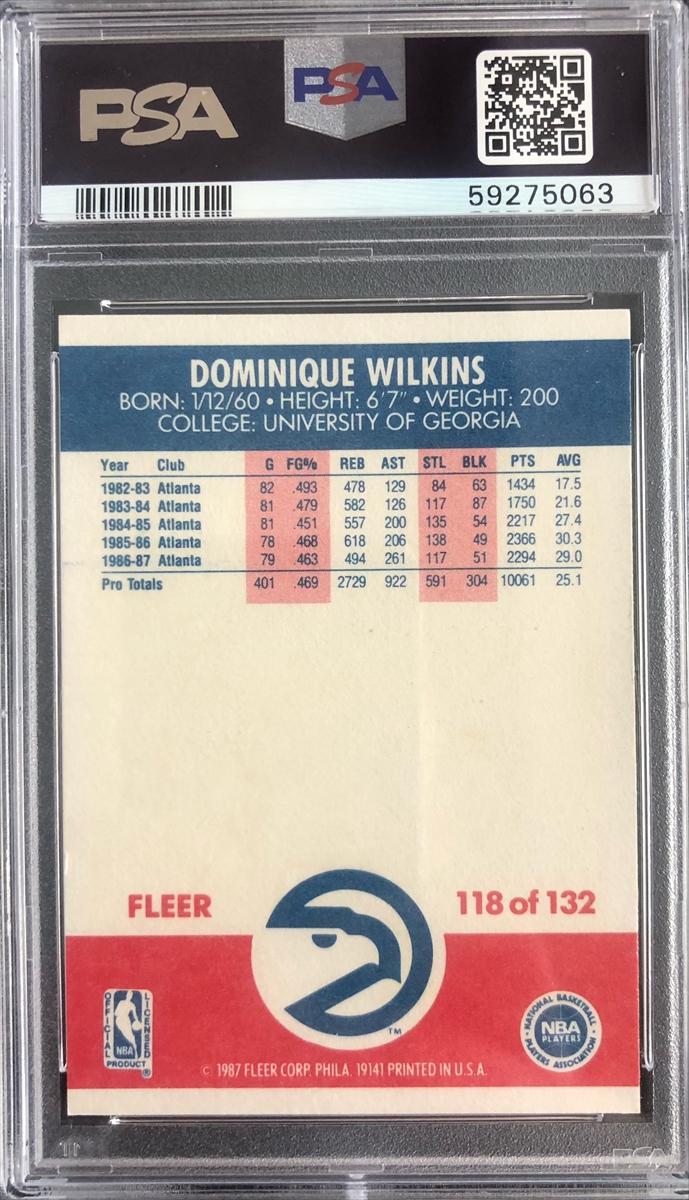 PSA
PSA
59275063
DOMINIQUE WILKINS
BORN: 1/12/60 • HEIGHT: 6'7" • WEIGHT: 200
COLLEGE: UNIVERSITY OF GEORGIA
Year Club G FG% REB AST STL BLK PTS AVG
1982-83 Atlanta 82 .493 478 129 84 63 1434 17.5
1983-84 Atlanta 81 .479 582 126 117 87 1750 21.6
1984-85 Atlanta 81 .451 557 200 135 54 2217 27.4
1985-86 Atlanta 78 .468 618 206 138 49 2366 30.3
1986-87 Atlanta 79 .463 494 261 117 51 2294 29.0
Pro Totals 401 .469 2729 922 591 304 10061 25.1
FLEER
118 of 132
TM
OFFICIAL LICENSED
NBA
PRODUCT ®
NATIONAL BASKETBALL
NBA
PLAYERS
PLAYERS ASSOCIATION
© 1987 FLEER CORP. PHILA. 19141 PRINTED IN U.S.A.
PSA